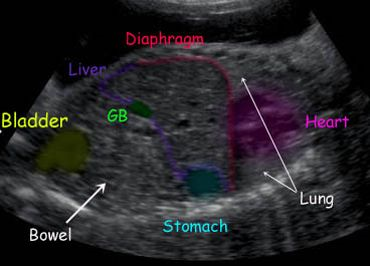 Diaphragm
Liver
GB
Bladder
Heart
Lung
Stomach
Bowel